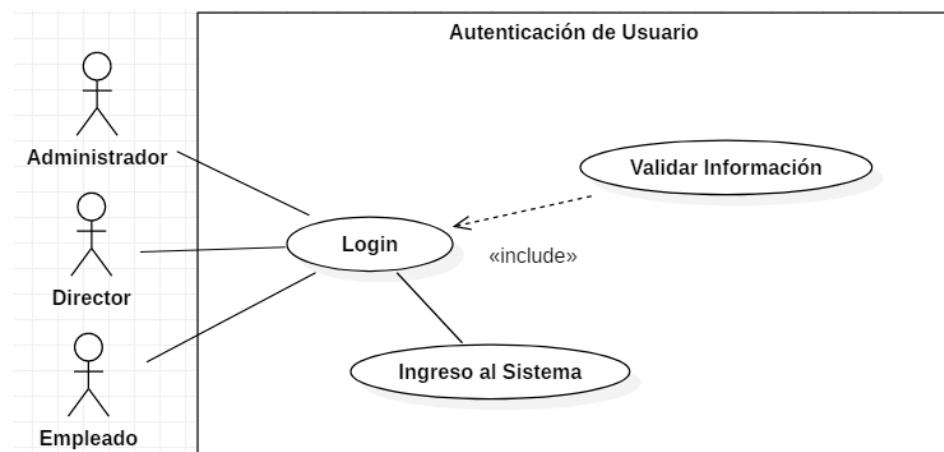 Autenticación de Usuario
Administrador
Validar Información
Login
«include»
Director
Ingreso al Sistema
Empleado